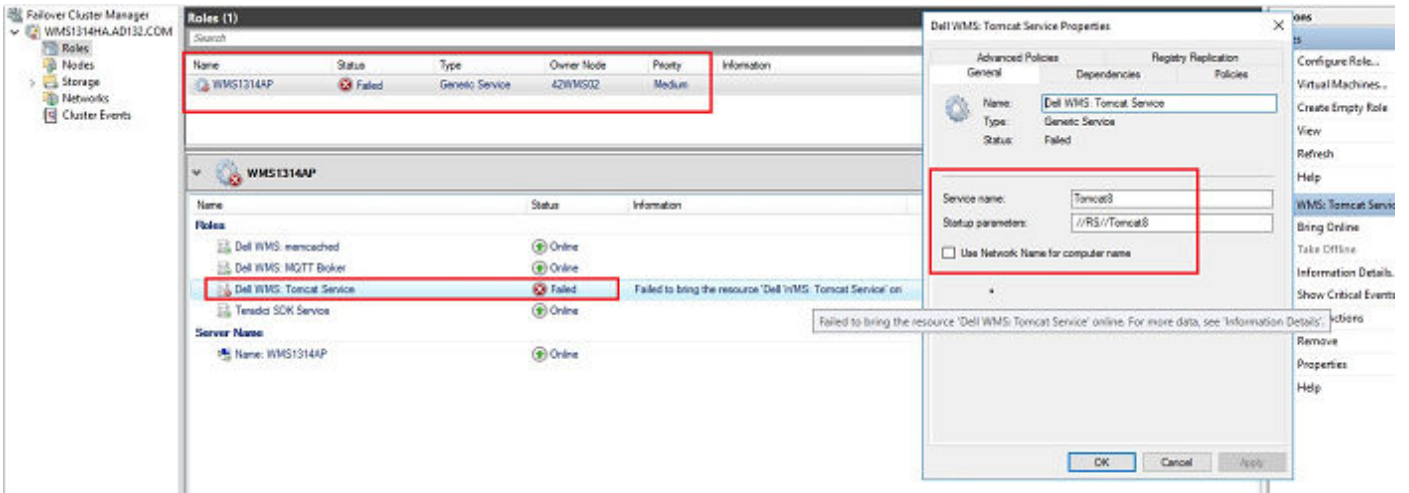 Failover Cluster Manager
WMS1314HA.AD132.COM
Roles
Nodes
Storage
Networks
Cluster Events
Roles (1)
Search
Name Status Type Owner Node Priority Information
WMS1314AP Failed Generic Service 42WMS02 Medium
WMS1314AP
Name Status Information
Roles
Dell WMS: memcached Online
Dell WMS: MQTT Broker Online
Dell WMS: Tomcat Service Failed Failed to bring the resource 'Dell WMS: Tomcat Service' on
Teradici SDK Service Online
Server Name
Name: WMS1314AP Online
Dell WMS: Tomcat Service Properties
Advanced Policies Registry Replication
General Dependencies Policies
Name: Dell WMS: Tomcat Service
Type: Generic Service
Status: Failed
Service name: Tomcat8
Startup parameters: //RS//Tomcat8
Use Network Name for computer name
Failed to bring the resource 'Dell WMS: Tomcat Service' online. For more data, see 'Information Details'.
OK Cancel Apply
ons
Configure Role...
Virtual Machines...
Create Empty Role
View
Refresh
Help
WMS: Tomcat Servic
Bring Online
Take Offline
Information Details.
Show Critical Events
ctions
Remove
Properties
Help